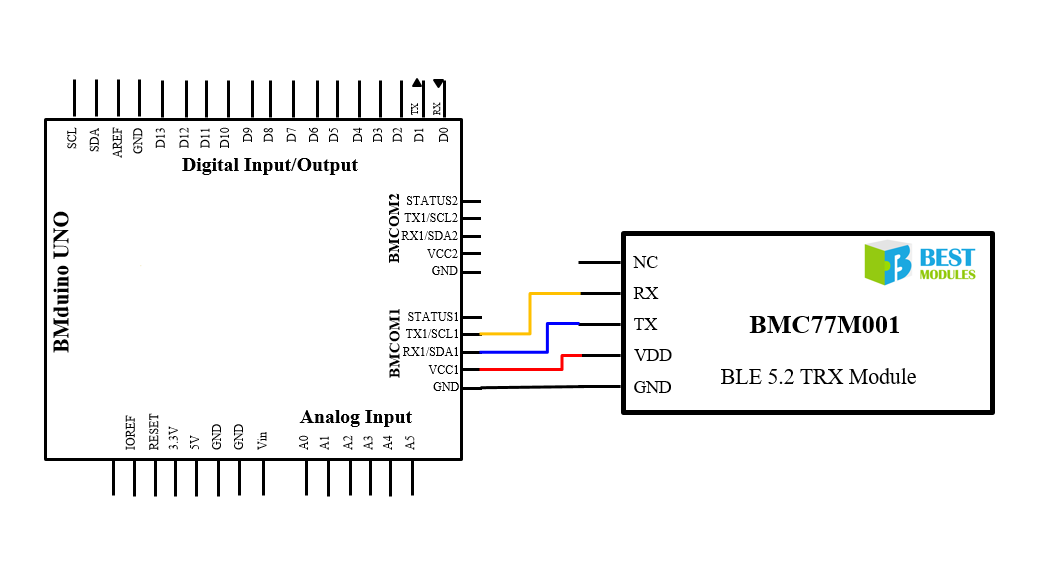 TX
RX
SCL
SDA
AREF
GND
D13
D12
D11
D10
D9
D8
D7
D6
D5
D4
D3
D2
D1
D0
Digital Input/Output
BMduino UNO
BMCOM2
STATUS2
TX1/SCL2
RX1/SDA2
VCC2
GND
BMCOM1
STATUS1
TX1/SCL1
RX1/SDA1
VCC1
GND
Analog Input
IOREF
RESET
3.3V
5V
GND
GND
Vin
A0
A1
A2
A3
A4
A5
NC
RX
TX
VDD
GND
BEST
MODULES
BMC77M001
BLE 5.2 TRX Module